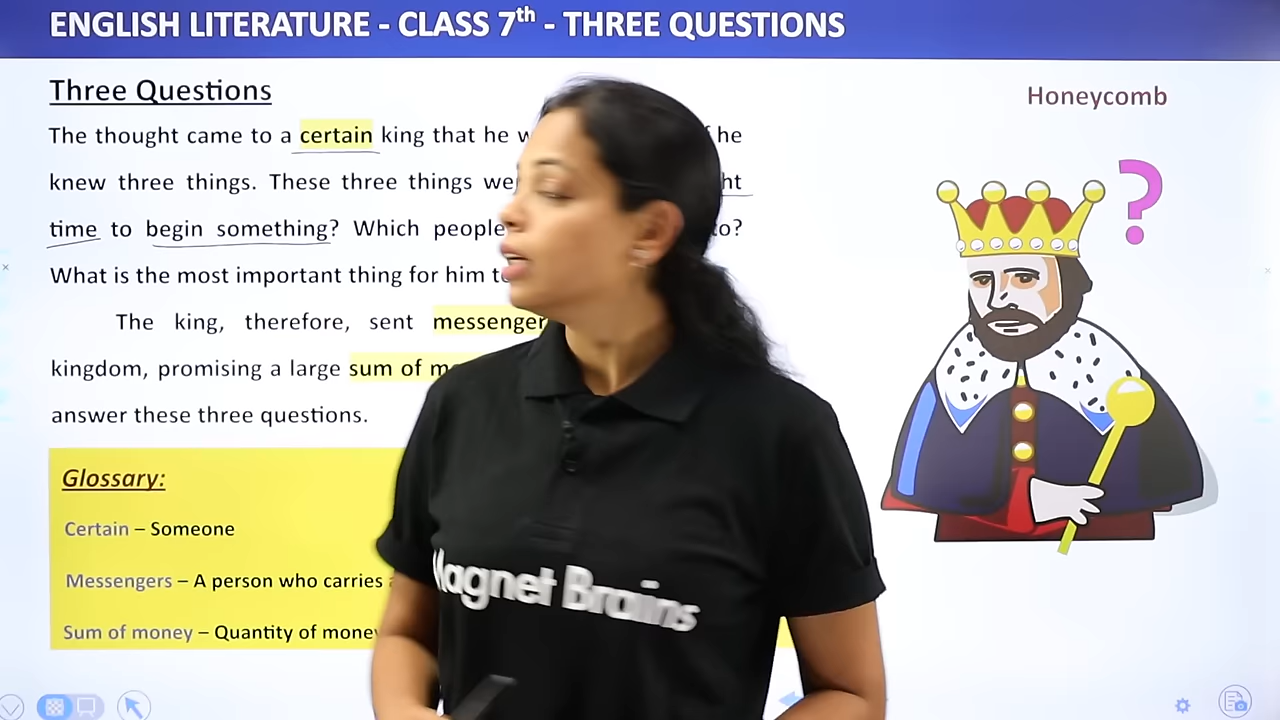 ENGLISH LITERATURE - CLASS 7th - THREE QUESTIONS
Three Questions
Honeycomb
The thought came to a certain king that he he
knew three things. These three things
time to begin something? Which people
What is the most important thing for him
The king, therefore, sent messenger
kingdom, promising a large sum of
answer these three questions.
Glossary:
Certain – Someone
Messengers – A person who carries
Sum of money – Quantity of money
Magnet Brains
?